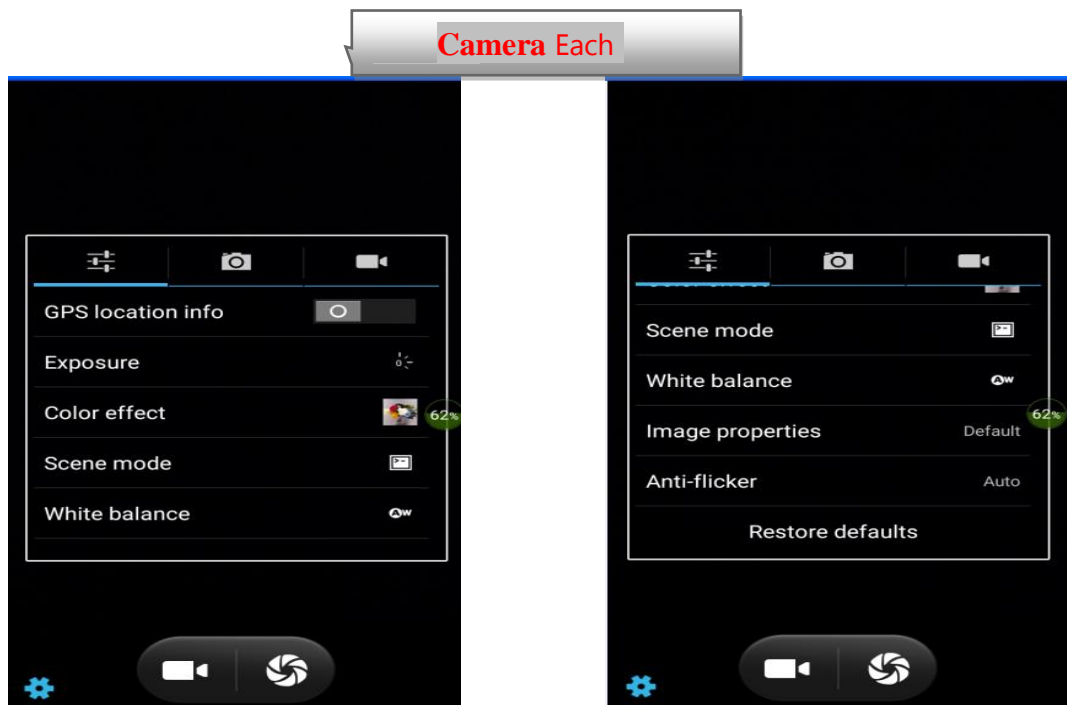 Camera Each
GPS location info
Exposure
Color effect
62%
Scene mode
White balance
Scene mode
White balance
62%
Image properties Default
Anti-flicker Auto
Restore defaults